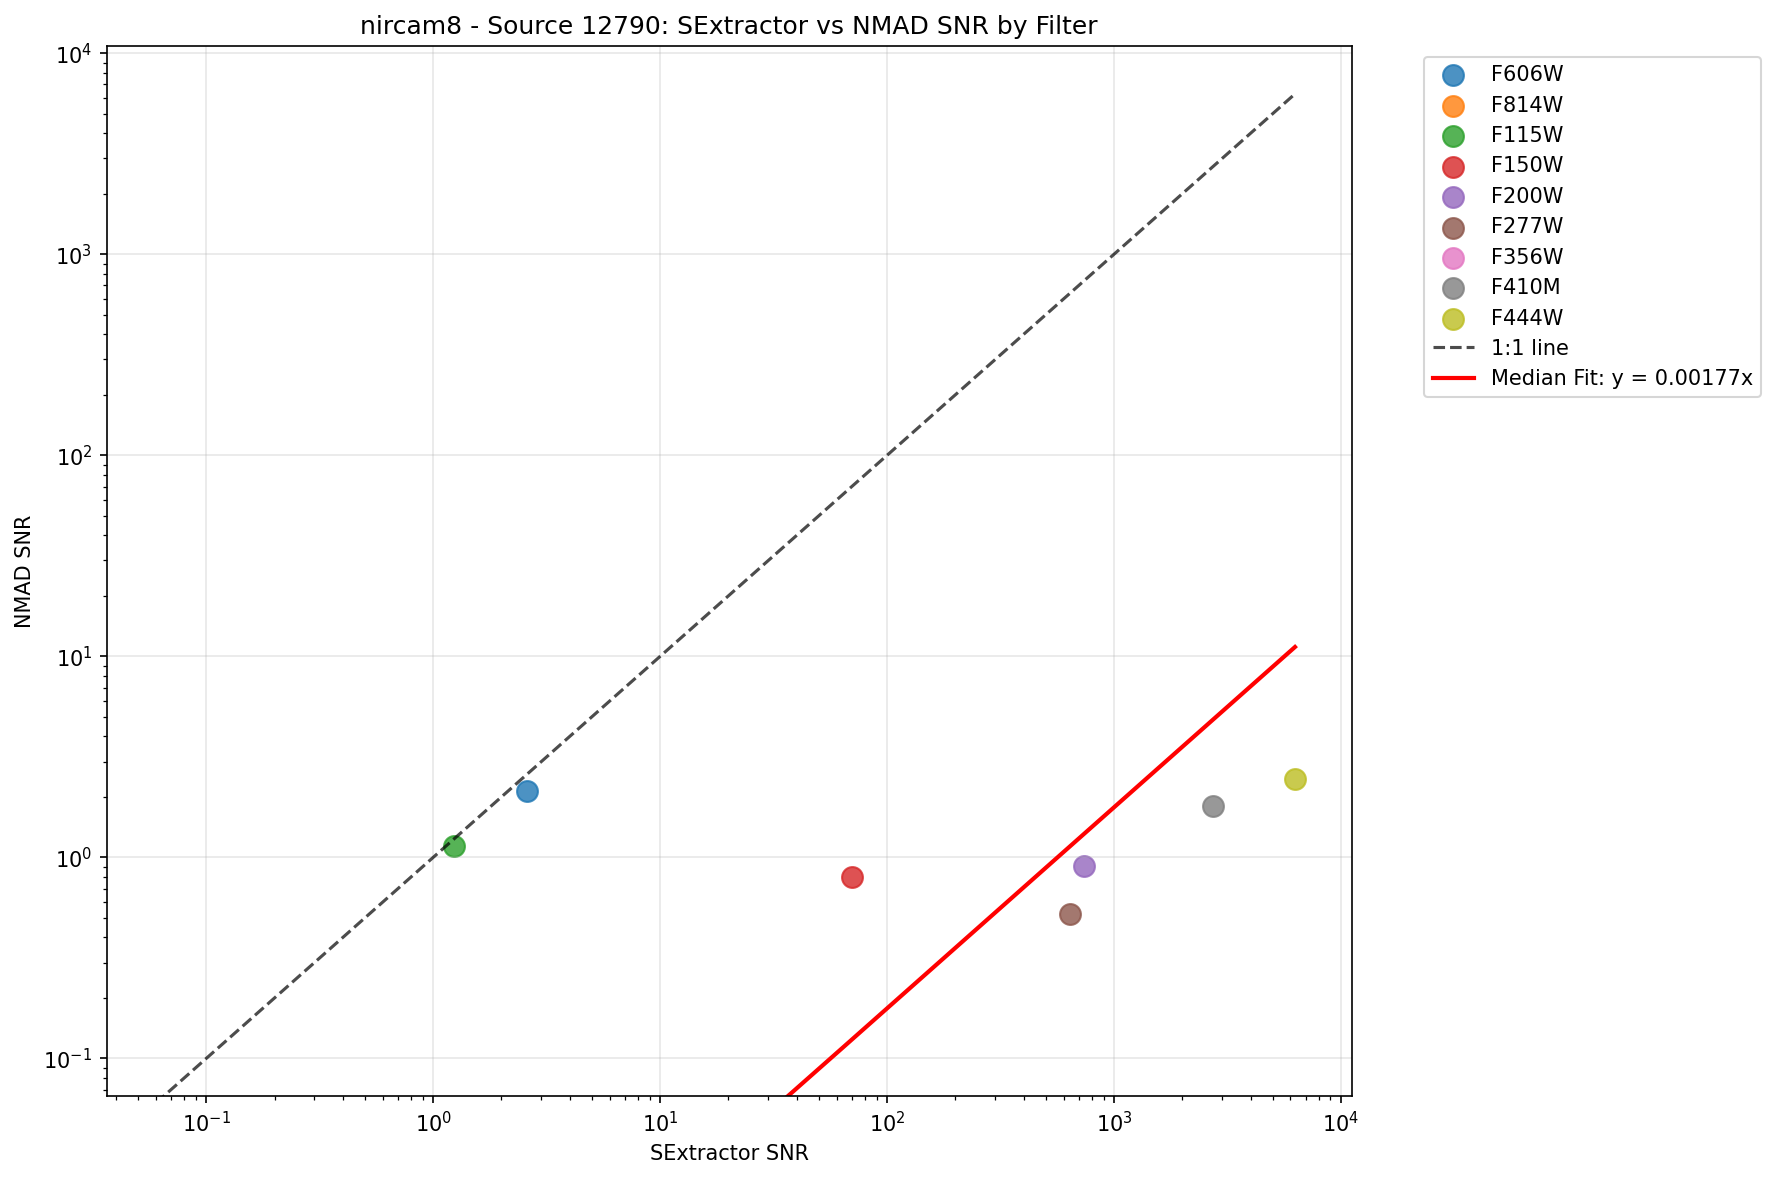 nircam8 - Source 12790: SExtractor vs NMAD SNR by Filter
NMAD SNR
10⁴
10³
10²
10¹
10⁰
10⁻¹
10⁻¹
10⁰
10¹
10²
10³
10⁴
SExtractor SNR
F606W
F814W
F115W
F150W
F200W
F277W
F356W
F410M
F444W
1:1 line
Median Fit: y = 0.00177x